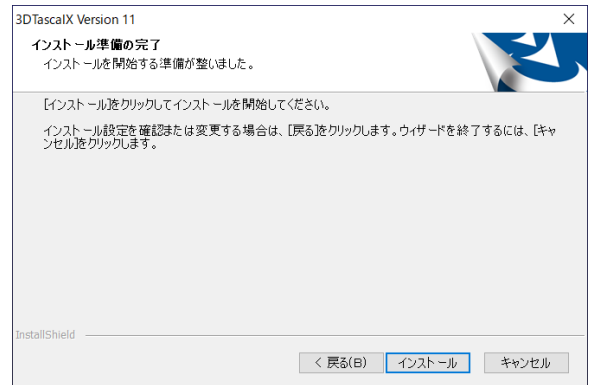 3DTascalX Version 11
インストール準備の完了
インストールを開始する準備が整いました。
[インストール]をクリックしてインストールを開始してください。
インストール設定を確認または変更する場合は、[戻る]をクリックします。ウィザードを終了するには、[キャ
ンセル]をクリックします。
InstallShield
< 戻る(B)
インストール
キャンセル